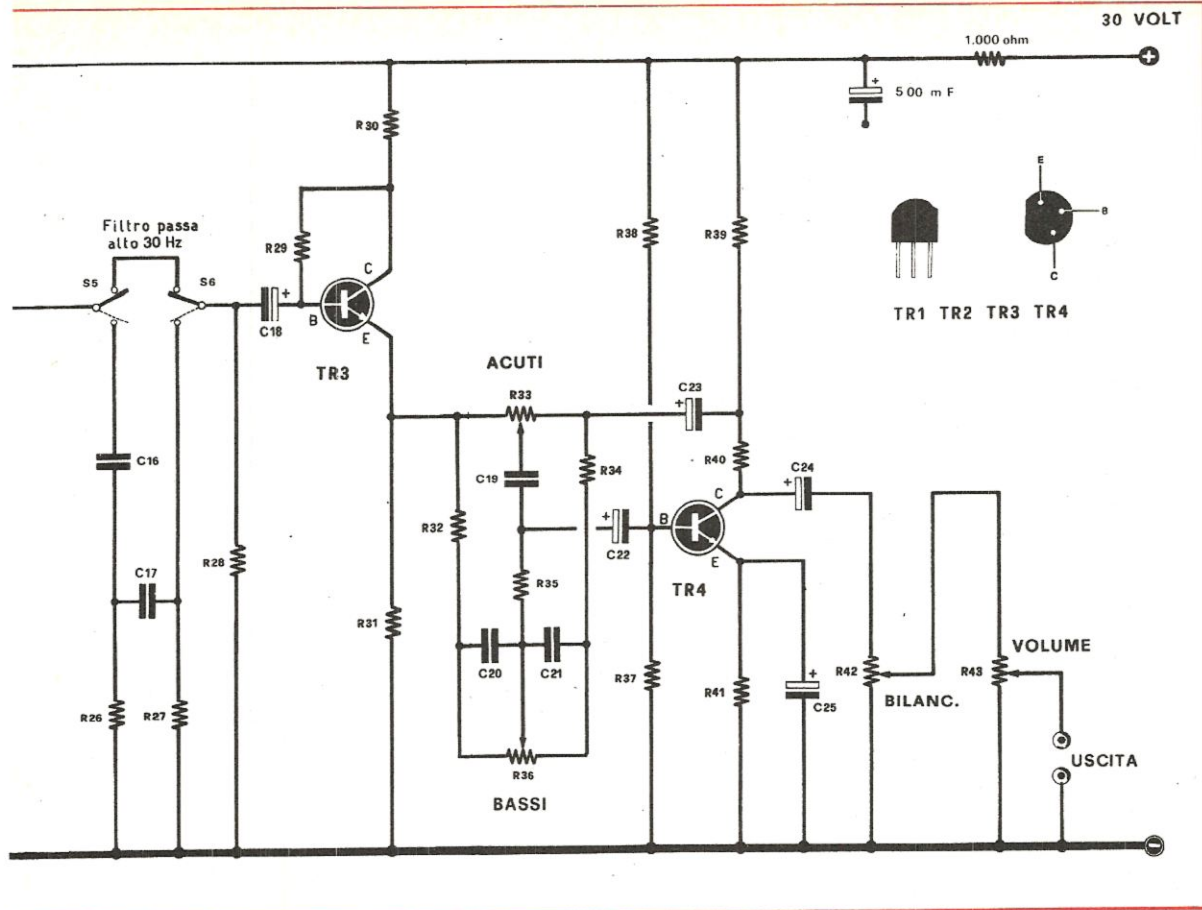 30 VOLT
1.000 ohm
+
+
500 mF
R30
E
B
C
Filtro passa
alto 30 Hz
R29
R38
R39
S5
S6
C
C18
+
B
E
TR3
TR1 TR2 TR3 TR4
ACUTI
R33
C23
+
C16
C19
R34
R40
C24
+
C
R32
+
B
C22
E
TR4
C17
R28
R35
R31
C20
C21
R37
R41
+
C25
R42
BILANC.
R43
VOLUME
R26
R27
R36
BASSI
USCITA
-